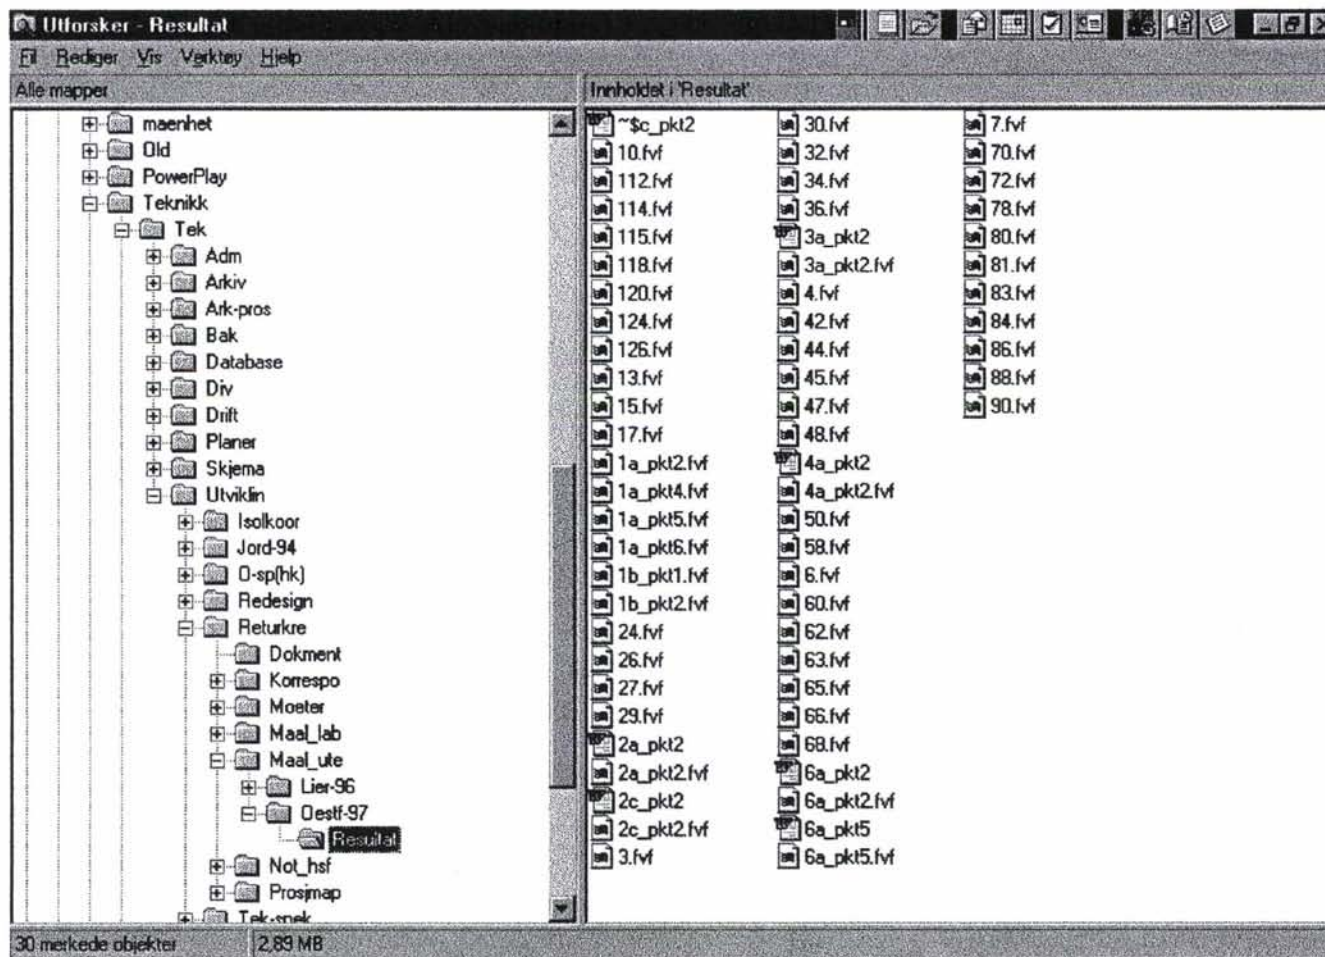 Utforsker - Resultat
Fil Rediger Vis Verktøy Hjelp
Alle mapper
maenhet
Old
PowerPlay
Teknikk
Tek
Adm
Arkiv
Ark-pros
Bak
Database
Div
Drift
Planer
Skjema
Utviklin
Isolkoor
Jord-94
O-sp(hk)
Redesign
Returkre
Dokment
Korrespo
Moeter
Maal_lab
Maal_ute
Lier-96
Oestf-97
Resultat
Not_hsf
Prosjmap
Tek-spek
Innholdet i 'Resultat'
~$c_pkt2
10.fvf
112.fvf
114.fvf
115.fvf
118.fvf
120.fvf
124.fvf
126.fvf
13.fvf
15.fvf
17.fvf
1a_pkt2.fvf
1a_pkt4.fvf
1a_pkt5.fvf
1a_pkt6.fvf
1b_pkt1.fvf
1b_pkt2.fvf
24.fvf
26.fvf
27.fvf
29.fvf
2a_pkt2
2a_pkt2.fvf
2c_pkt2
2c_pkt2.fvf
3.fvf
30.fvf
32.fvf
34.fvf
36.fvf
3a_pkt2
3a_pkt2.fvf
4.fvf
42.fvf
44.fvf
45.fvf
47.fvf
48.fvf
4a_pkt2
4a_pkt2.fvf
50.fvf
58.fvf
6.fvf
60.fvf
62.fvf
63.fvf
65.fvf
66.fvf
68.fvf
6a_pkt2
6a_pkt2.fvf
6a_pkt5
6a_pkt5.fvf
7.fvf
70.fvf
72.fvf
78.fvf
80.fvf
81.fvf
83.fvf
84.fvf
86.fvf
88.fvf
90.fvf
30 merkede objekter
2,89 MB